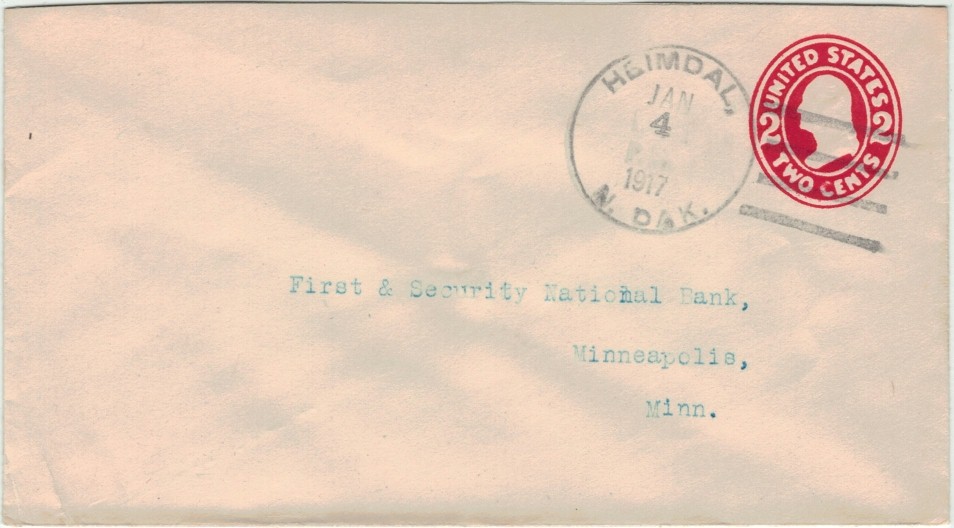 HEIMDAL,
JAN
4
1917
N. DAK.
UNITED STATES
2 2
TWO CENTS
First & Security National Bank,
Minneapolis,
Minn.